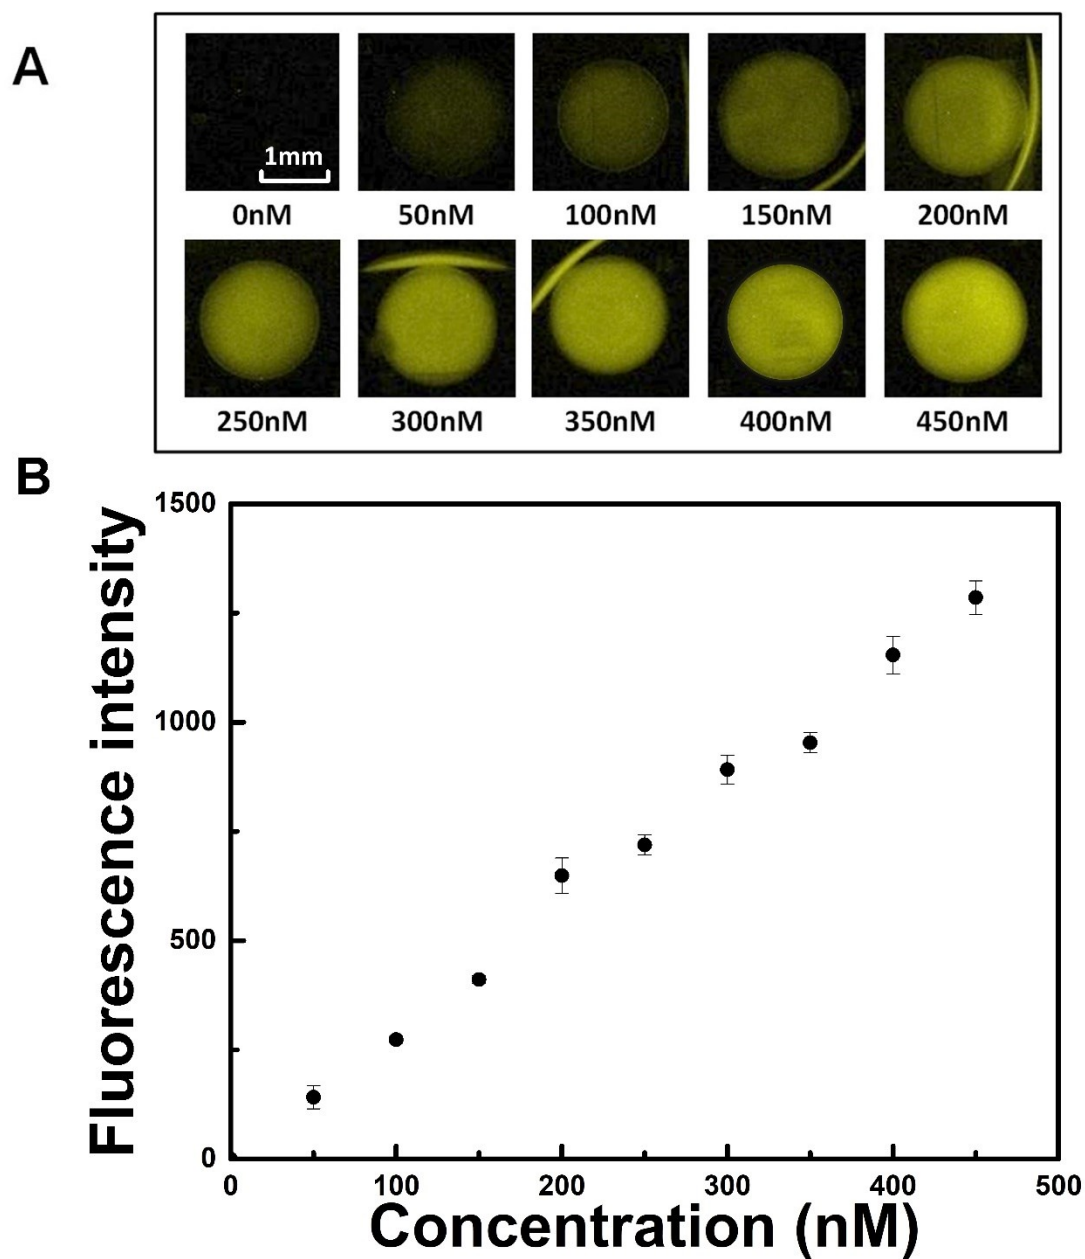 A
1mm
0nM 50nM 100nM 150nM 200nM
250nM 300nM 350nM 400nM 450nM
B
Fluorescence intensity
1500
1000
500
0
0 100 200 300 400 500
Concentration (nM)